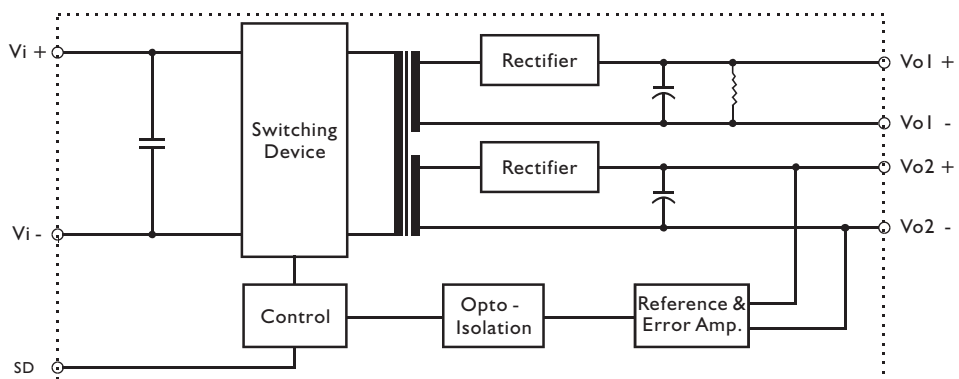 Vi +
Rectifier
Vo1 +
Switching
Device
Vo1 -
Rectifier
Vo2 +
Vi -
Vo2 -
Control
Opto -
Isolation
Reference &
Error Amp.
SD